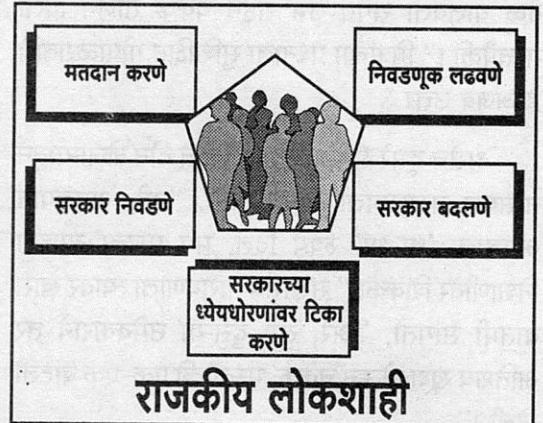 मतदान करणे
निवडणूक लढवणे
सरकार निवडणे
सरकार बदलणे
सरकारच्या
ध्येयधोरणांवर टिका
करणे
राजकीय लोकशाही